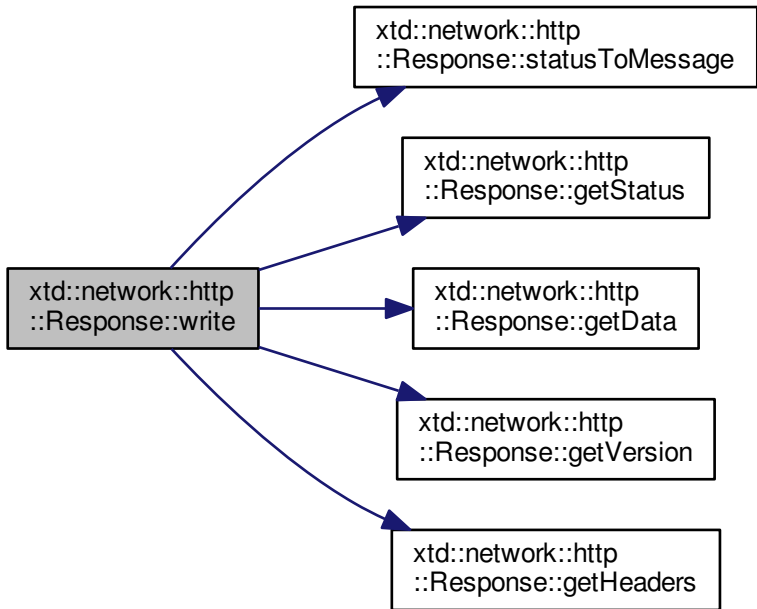 xtd::network::http
::Response::statusToMessage
xtd::network::http
::Response::getStatus
xtd::network::http
::Response::write
xtd::network::http
::Response::getData
xtd::network::http
::Response::getVersion
xtd::network::http
::Response::getHeaders